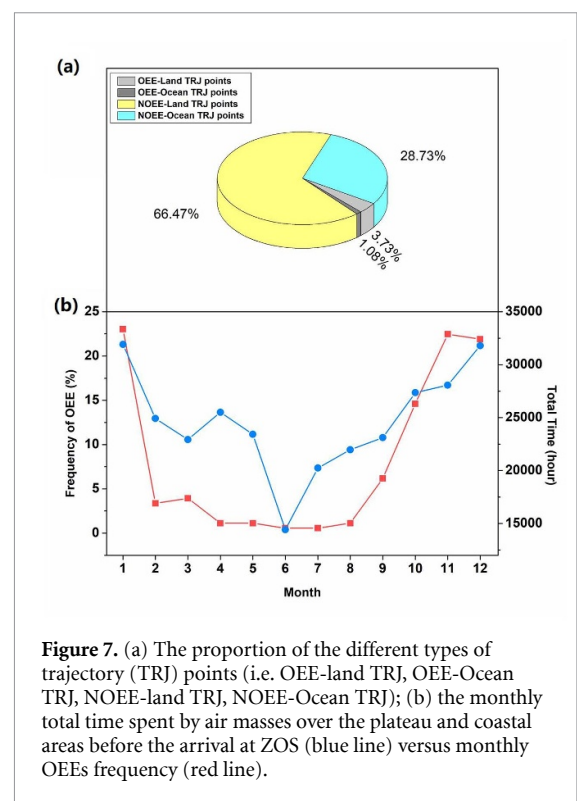 (a)
OEE-Land TRJ points
OEE-Ocean TRJ points
NOEE-Land TRJ points
NOEE-Ocean TRJ points
28.73%
66.47%
3.73%
1.08%
(b)
25
20
15
10
5
0
Frequency of OEE (%)
35000
30000
25000
20000
15000
Total Time (hour)
1 2 3 4 5 6 7 8 9 10 11 12
Month
Figure 7. (a) The proportion of the different types of
trajectory (TRJ) points (i.e. OEE-land TRJ, OEE-Ocean
TRJ, NOEE-land TRJ, NOEE-Ocean TRJ); (b) the monthly
total time spent by air masses over the plateau and coastal
areas before the arrival at ZOS (blue line) versus monthly
OEEs frequency (red line).